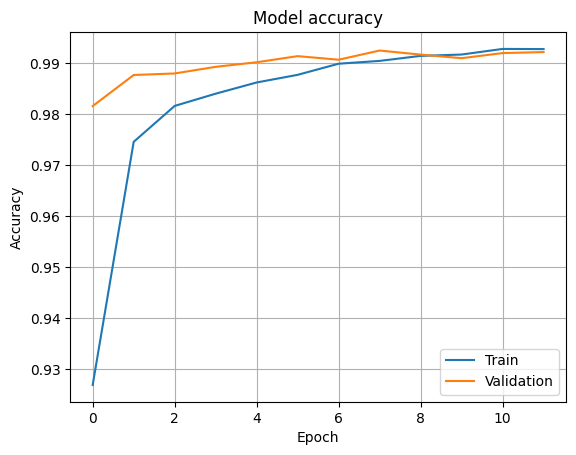 Model accuracy
Accuracy
0.99
0.98
0.97
0.96
0.95
0.94
0.93
0 2 4 6 8 10
Epoch
Train
Validation